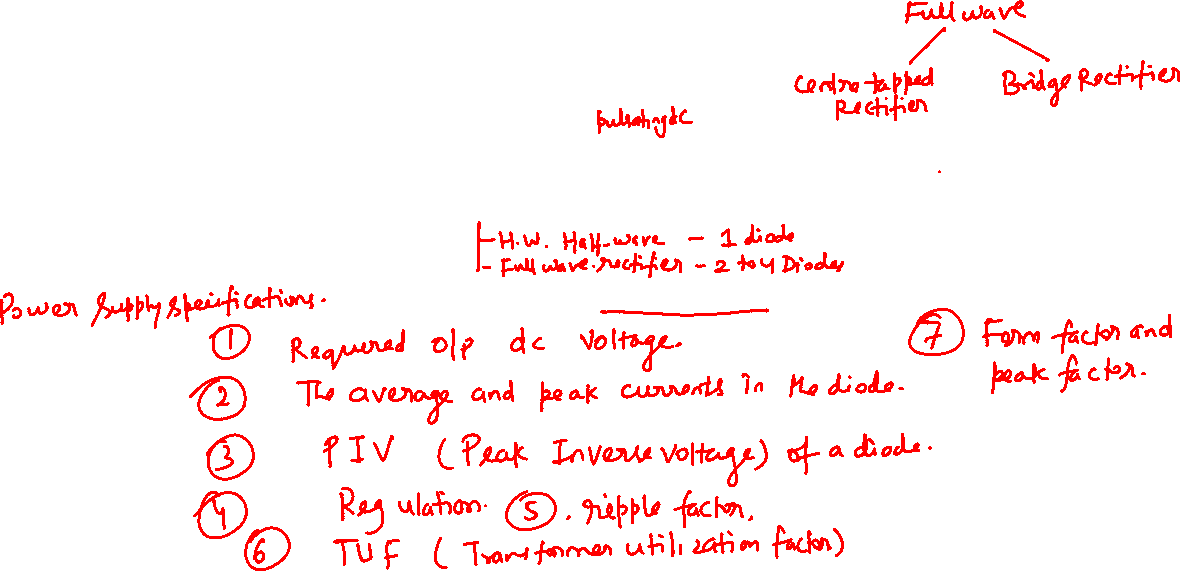 Full wave
Centre tapped Rectifier
Bridge Rectifier
pulsating dC
H.W. Half-wave - 1 diode
Full wave rectifier - 2 to 4 Diodes
Power Supply Specifications.
1 Required o/p dc voltage.
2 The average and peak currents in the diode.
3 PIV (Peak Inverse voltage) of a diode.
4 Regulation. 5. ripple factor.
6 TUF (Transformer utilization factor)
7 Form factor and
peak factor.